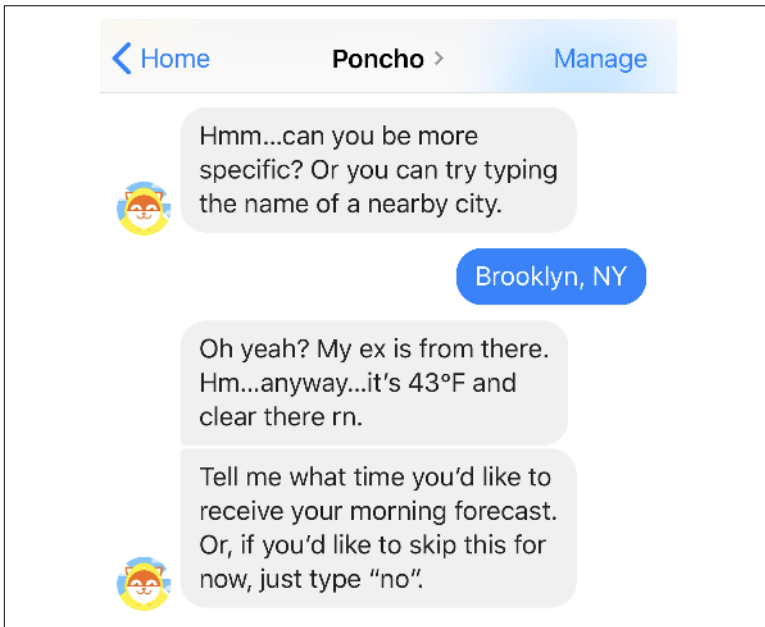 Home Poncho > Manage
Hmm...can you be more
specific? Or you can try typing
the name of a nearby city.
Brooklyn, NY
Oh yeah? My ex is from there.
Hm...anyway...it's 43°F and
clear there rn.
Tell me what time you'd like to
receive your morning forecast.
Or, if you'd like to skip this for
now, just type “no”.